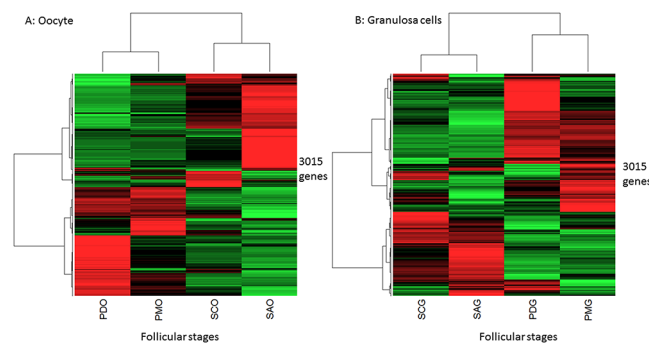 A: Oocyte
B: Granulosa cells
3015
genes
3015
genes
PDO
PMO
SCO
SAO
SCG
SAG
PDG
PMG
Follicular stages
Follicular stages